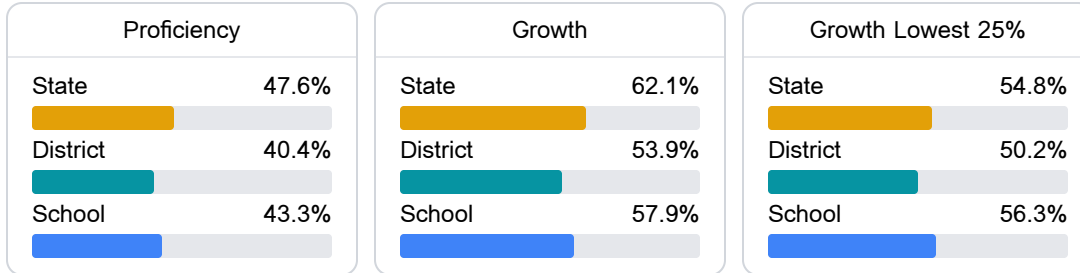 Proficiency
State 47.6%
District 40.4%
School 43.3%
Growth
State 62.1%
District 53.9%
School 57.9%
Growth Lowest 25%
State 54.8%
District 50.2%
School 56.3%